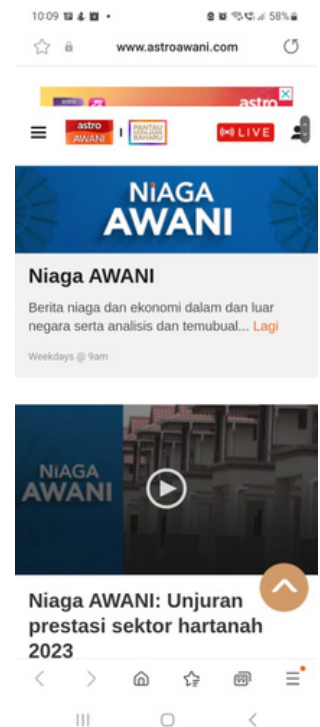 10:09
58%
www.astroawani.com
astro
astro
AWANI
LIVE
NiAGA
AWANI
Niaga AWANI
Berita niaga dan ekonomi dalam dan luar
negara serta analisis dan temubual... Lagi
Weekdays @ 9am
NiAGA
AWANI
Niaga AWANI: Unjuran
prestasi sektor hartanah
2023
99